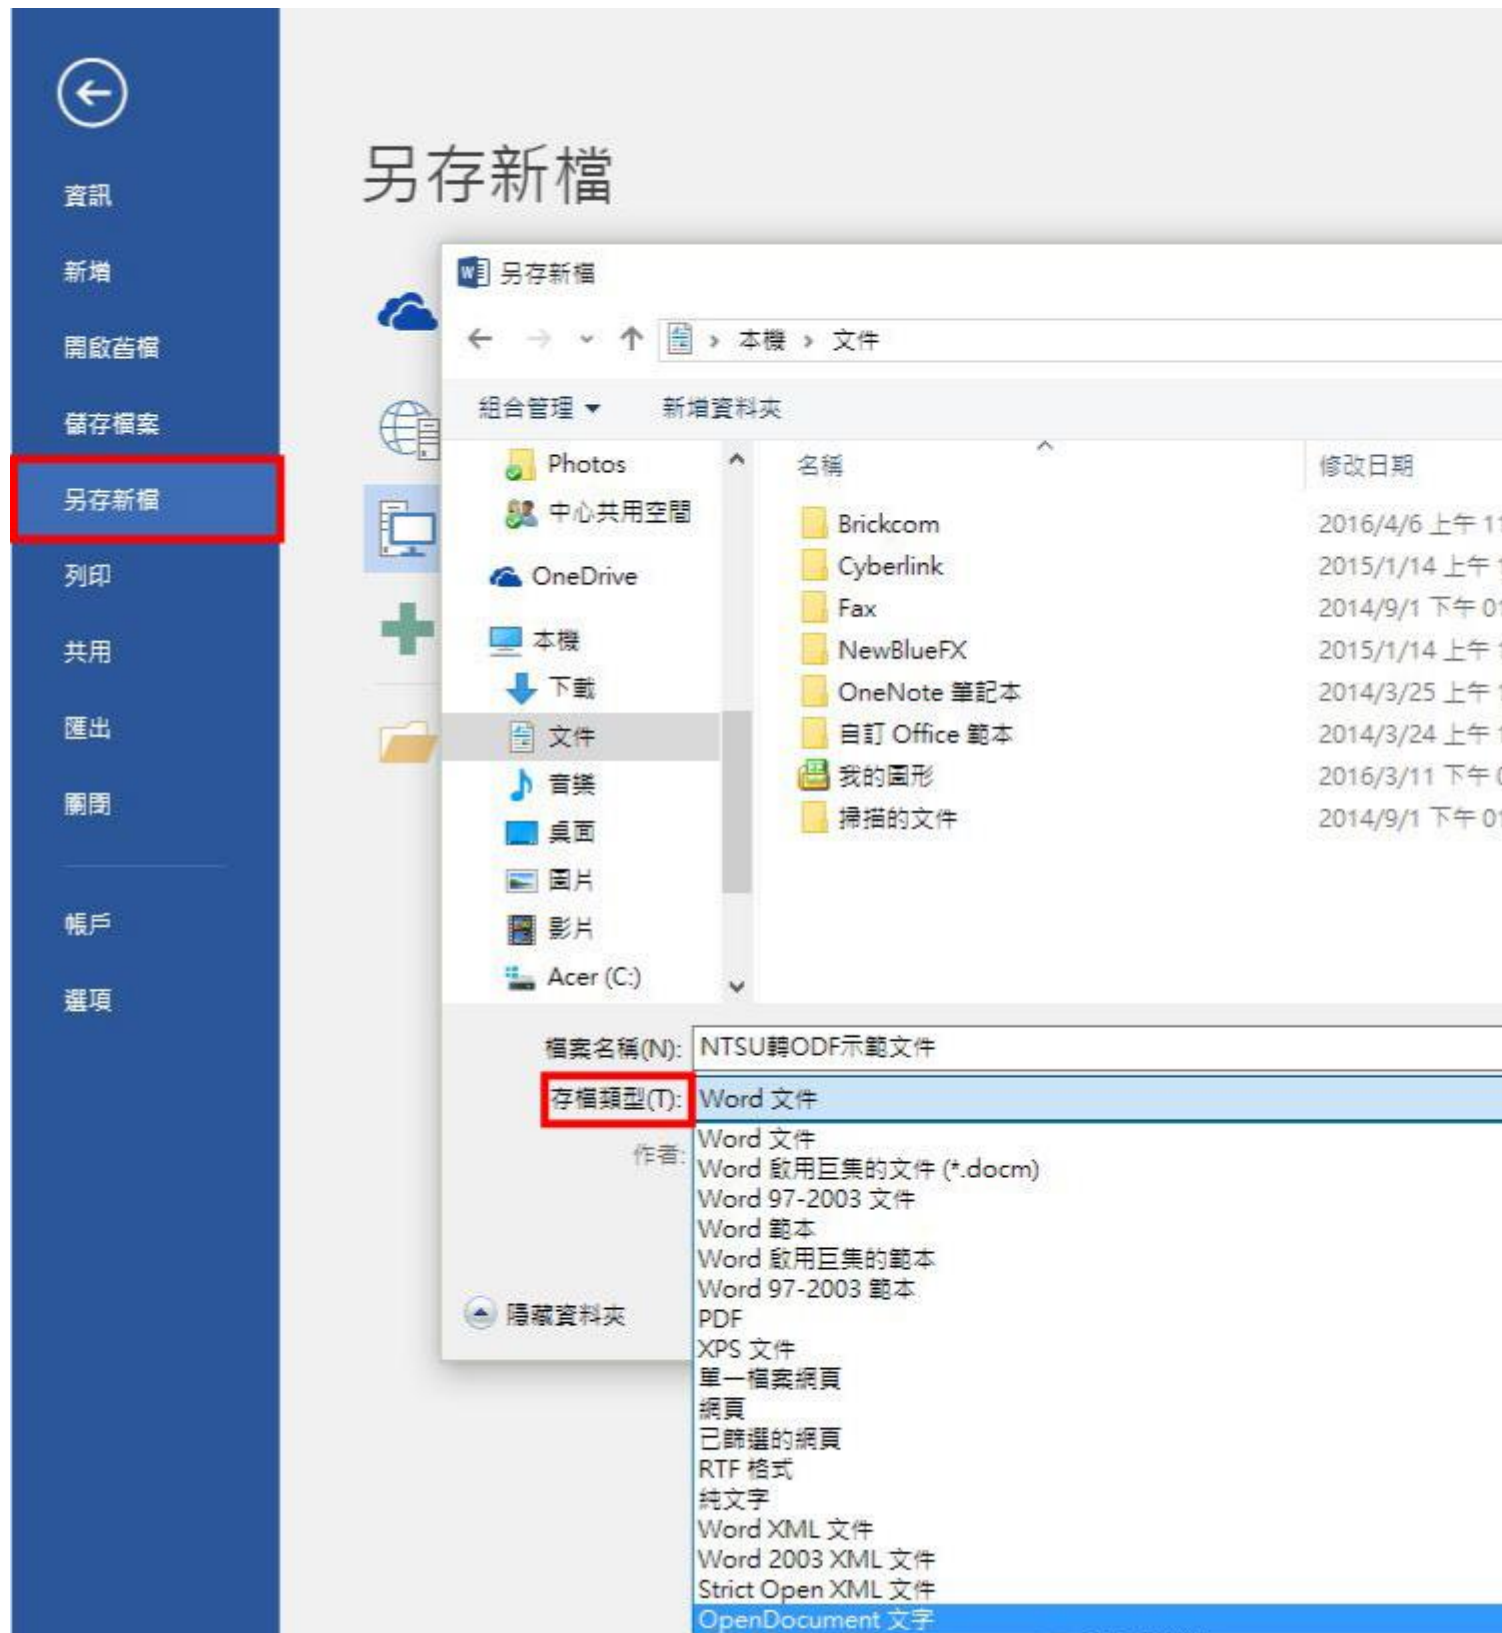 另存新檔
資訊
新增
開啟舊檔
儲存檔案
另存新檔
列印
共用
匯出
關閉
帳戶
選項
另存新檔
本機 › 文件
組合管理 新增資料夾
Photos
中心共用空間
OneDrive
本機
下載
文件
音樂
桌面
圖片
影片
Acer (C:)
名稱 修改日期
Brickcom 2016/4/6 上午 11
Cyberlink 2015/1/14 上午 1
Fax 2014/9/1 下午 01
NewBlueFX 2015/1/14 上午 1
OneNote 筆記本 2014/3/25 上午 1
自訂 Office 範本 2014/3/24 上午 1
我的圖形 2016/3/11 下午 0
掃描的文件 2014/9/1 下午 01
檔案名稱(N): NTSU轉ODF示範文件
存檔類型(T): Word 文件
作者:
Word 文件
Word 啟用巨集的文件 (*.docm)
Word 97-2003 文件
Word 範本
Word 啟用巨集的範本
Word 97-2003 範本
PDF
XPS 文件
單一檔案網頁
網頁
已篩選的網頁
RTF 格式
純文字
Word XML 文件
Word 2003 XML 文件
Strict Open XML 文件
OpenDocument 文字
隱藏資料夾